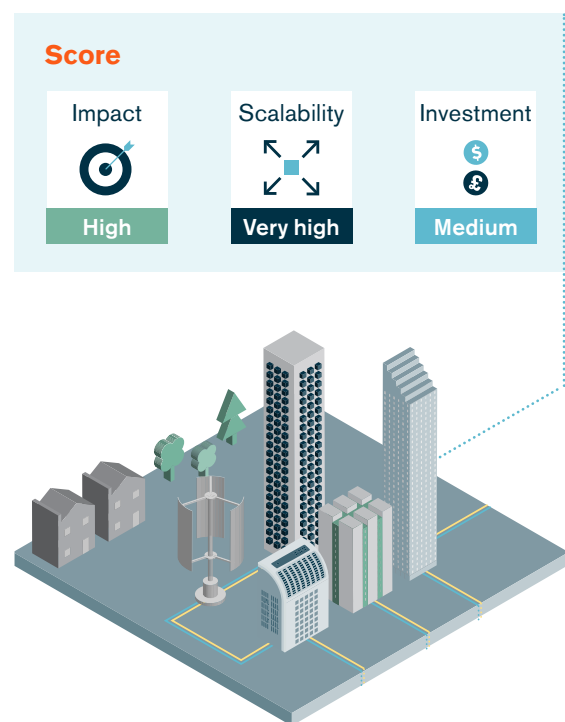 Score
Impact
Scalability
Investment
$
£
High
Very high
Medium